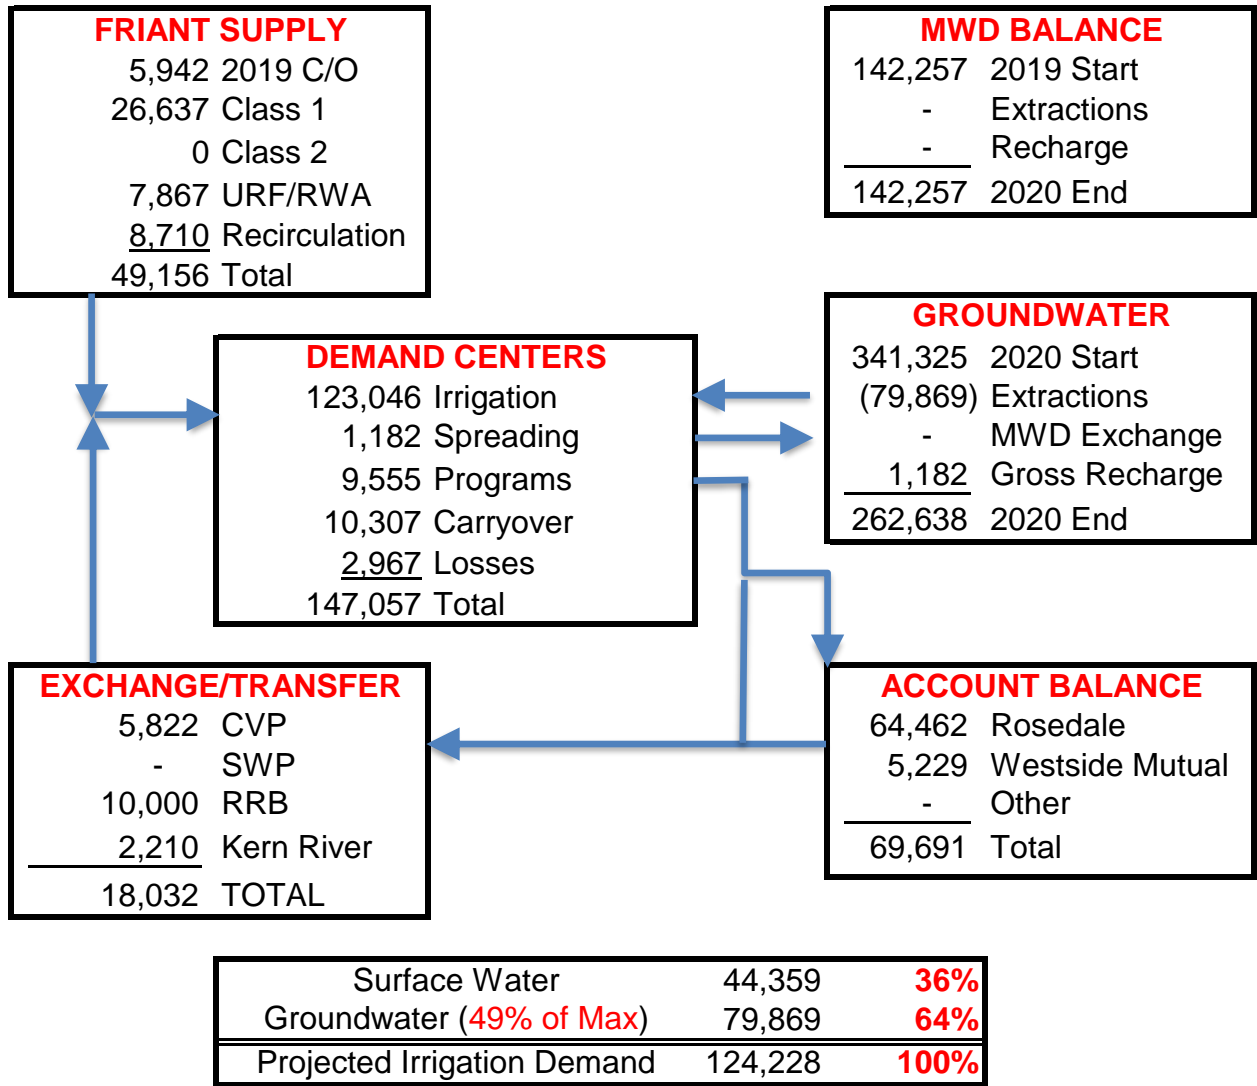 FRIANT SUPPLY
5,942 2019 C/O
26,637 Class 1
0 Class 2
7,867 URF/RWA
8,710 Recirculation
49,156 Total
MWD BALANCE
142,257 2019 Start
- Extractions
- Recharge
142,257 2020 End
DEMAND CENTERS
123,046 Irrigation
1,182 Spreading
9,555 Programs
10,307 Carryover
2,967 Losses
147,057 Total
GROUNDWATER
341,325 2020 Start
(79,869) Extractions
- MWD Exchange
1,182 Gross Recharge
262,638 2020 End
EXCHANGE/TRANSFER
5,822 CVP
- SWP
10,000 RRB
2,210 Kern River
18,032 TOTAL
ACCOUNT BALANCE
64,462 Rosedale
5,229 Westside Mutual
- Other
69,691 Total
Surface Water 44,359 36%
Groundwater (49% of Max) 79,869 64%
Projected Irrigation Demand 124,228 100%